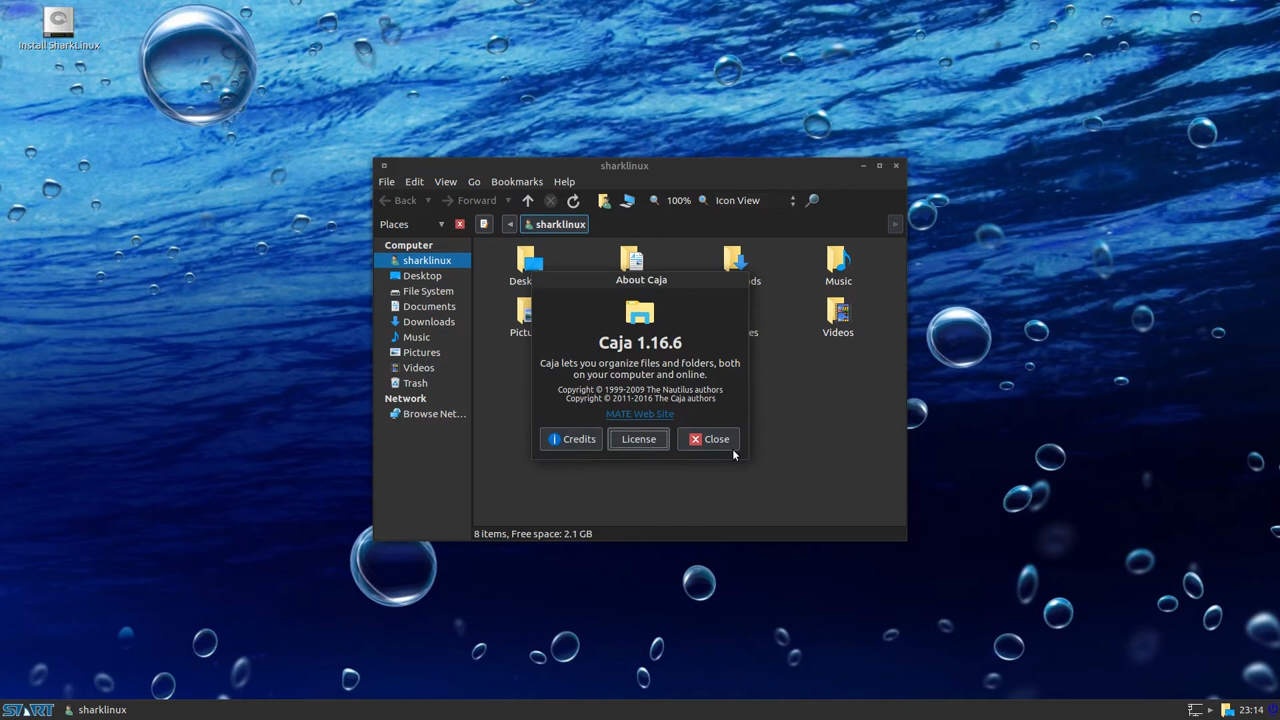 Install SharkLinux
sharklinux
File Edit View Go Bookmarks Help
Back Forward 100% Icon View
Places sharklinux
Computer
sharklinux
Desktop
File System
Documents
Downloads
Music
Pictures
Videos
Trash
Network
Browse Net...
Desk ds Music
Pictu es Videos
About Caja
Caja 1.16.6
Caja lets you organize files and folders, both
on your computer and online.
Copyright © 1999-2009 The Nautilus authors
Copyright © 2011-2016 The Caja authors
MATE Web Site
Credits License Close
8 items, Free space: 2.1 GB
START sharklinux 23:14